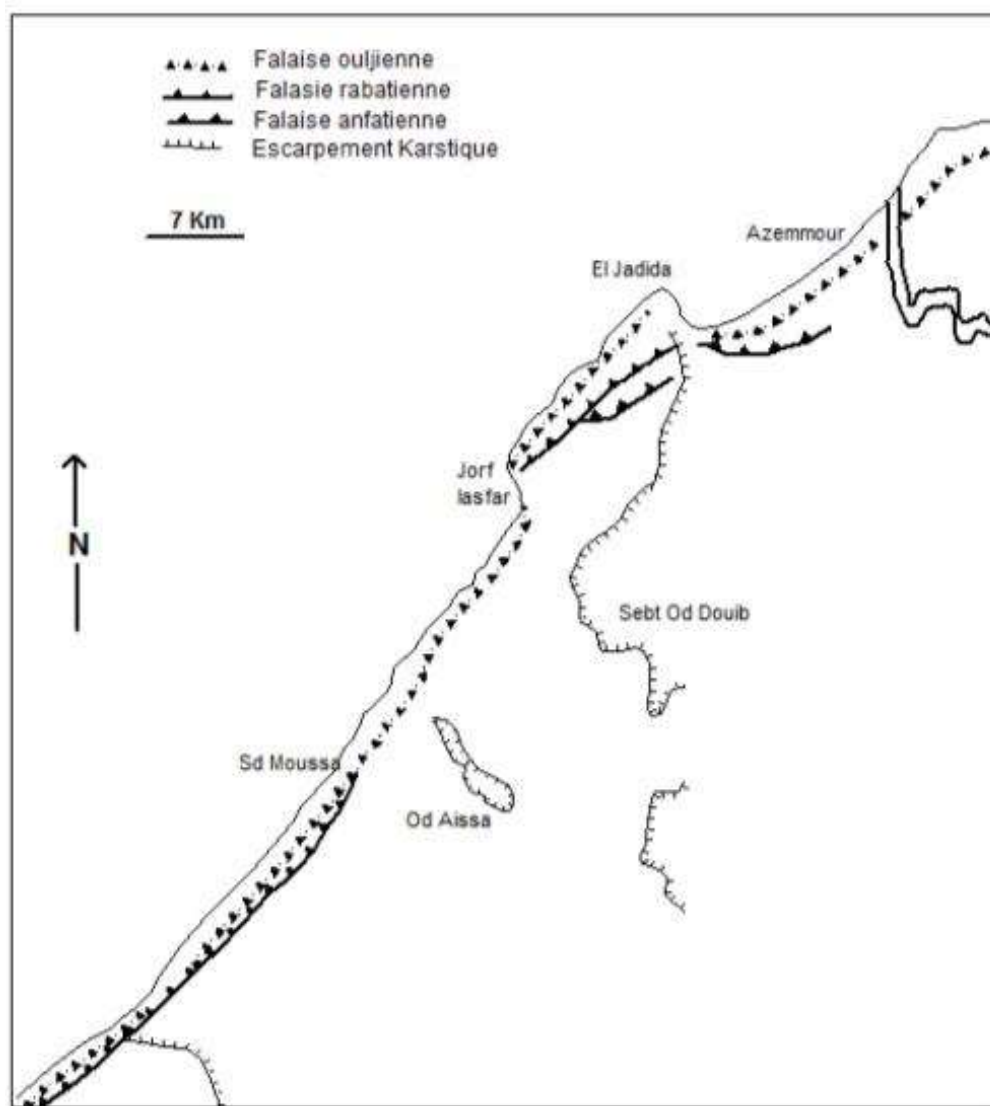 Falaise ouljienne
Falasie rabatienne
Falaise anfatienne
Escarpement Karstique
7 Km
Azemmour
El Jadida
Jorf
lasfar
N
Sebt Od Douib
Sd Moussa
Od Aissa